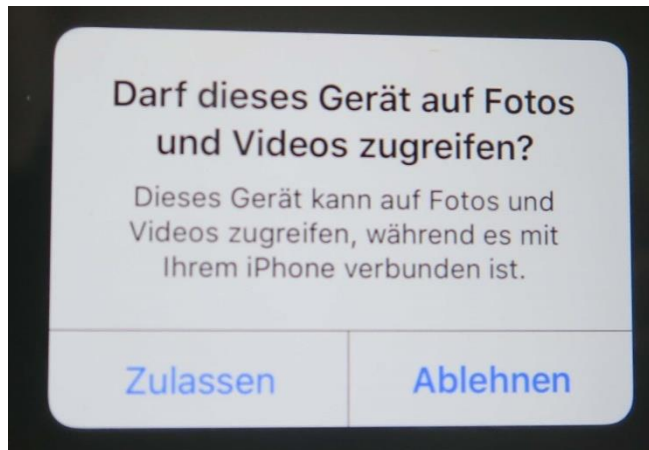 Darf dieses Gerät auf Fotos
und Videos zugreifen?
Dieses Gerät kann auf Fotos und
Videos zugreifen, während es mit
Ihrem iPhone verbunden ist.
Zulassen
Ablehnen